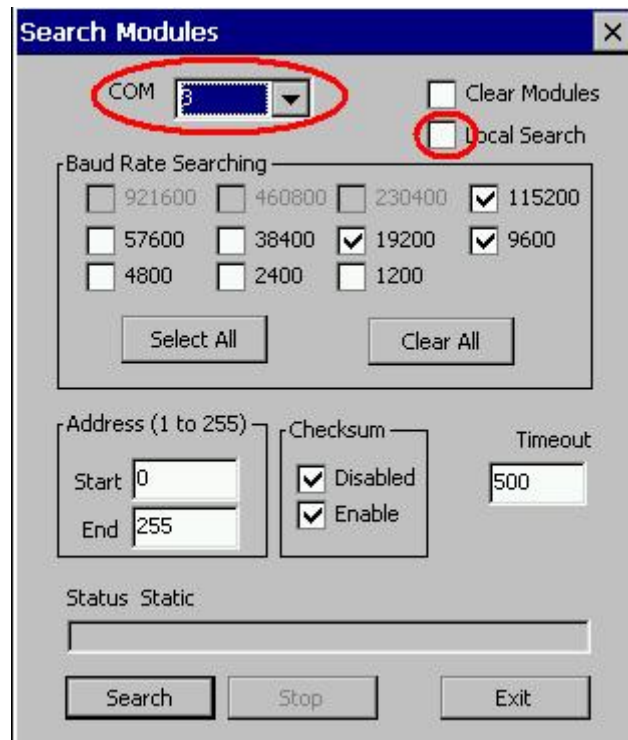 Search Modules
COM 3
Clear Modules
Local Search
Baud Rate Searching
921600 460800 230400 115200
57600 38400 19200 9600
4800 2400 1200
Select All Clear All
Address (1 to 255) Checksum Timeout
Start 0 Disabled 500
End 255 Enable
Status Static
Search Stop Exit